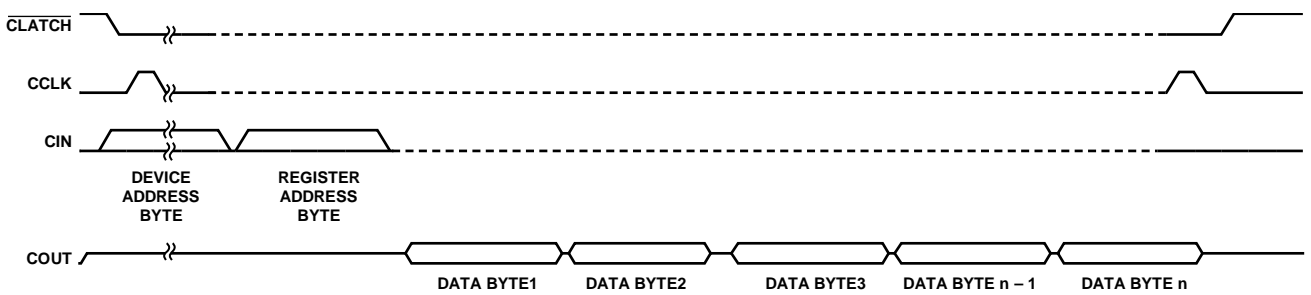 CLATCH
CCLK
CIN
DEVICE
ADDRESS
BYTE
REGISTER
ADDRESS
BYTE
COUT
DATA BYTE1 DATA BYTE2 DATA BYTE3 DATA BYTE n – 1 DATA BYTE n